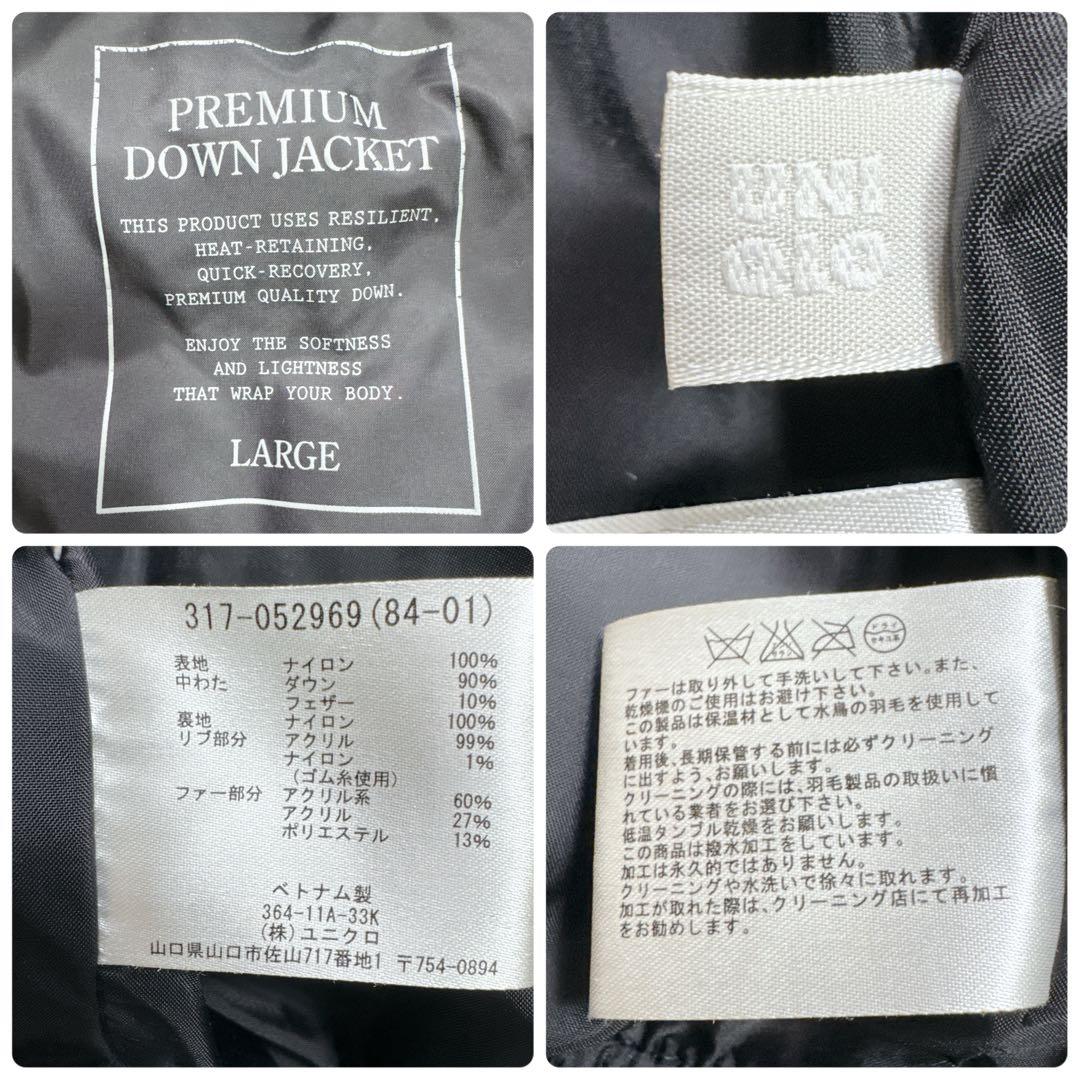 PREMIUM
DOWN JACKET
THIS PRODUCT USES RESILIENT,
HEAT-RETAINING,
QUICK-RECOVERY,
PREMIUM QUALITY DOWN.
ENJOY THE SOFTNESS
AND LIGHTNESS
THAT WRAP YOUR BODY.
LARGE
UNI
QLO
317-052969(84-01)
表地 ナイロン 100%
中わた ダウン 90%
フェザー 10%
裏地 ナイロン 100%
リブ部分 アクリル 99%
ナイロン 1%
(ゴム糸使用)
ファー部分 アクリル系 60%
アクリル 27%
ポリエステル 13%
ベトナム製
364-11A-33K
(株)ユニクロ
山口県山口市佐山717番地1 〒754-0894
ドライ
セキユ系
ファーは取り外して手洗いして下さい。また、
乾燥機のご使用はお避け下さい。
この製品は保温材として水鳥の羽毛を使用して
います。
着用後、長期保管する前には必ずクリーニング
に出すよう、お願いします。
クリーニングの際には、羽毛製品の取扱いに慣
れている業者をお選び下さい。
低温タンブル乾燥をお願いします。
この商品は撥水加工をしています。
加工は永久的ではありません。
クリーニングや水洗いで徐々に取れます。
加工が取れた際は、クリーニング店にて再加工
をお勧めします。